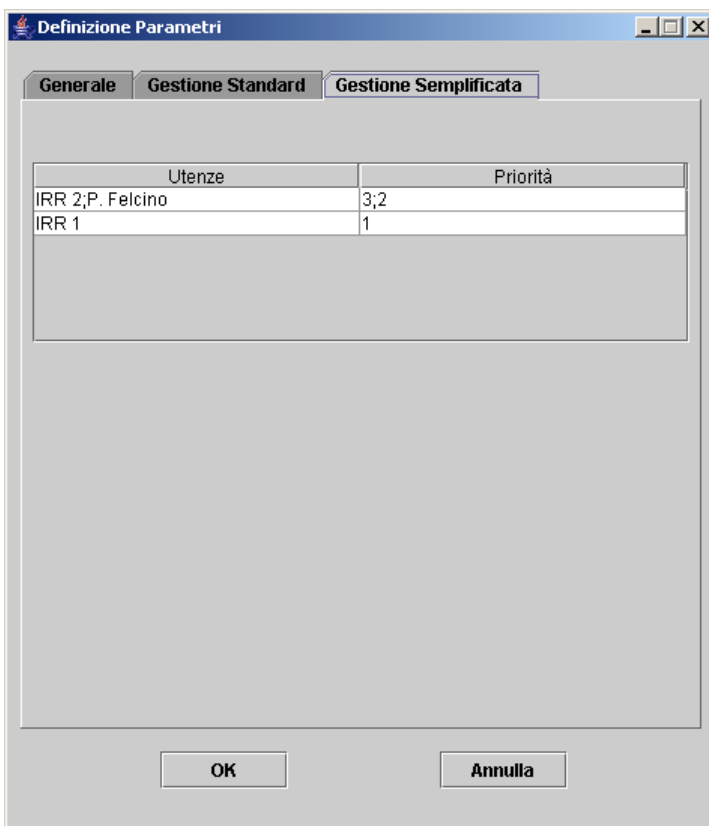 Definizione Parametri
Generale Gestione Standard Gestione Semplificata
Utenze Priorità
IRR 2;P. Felcino 3;2
IRR 1 1
OK Annulla